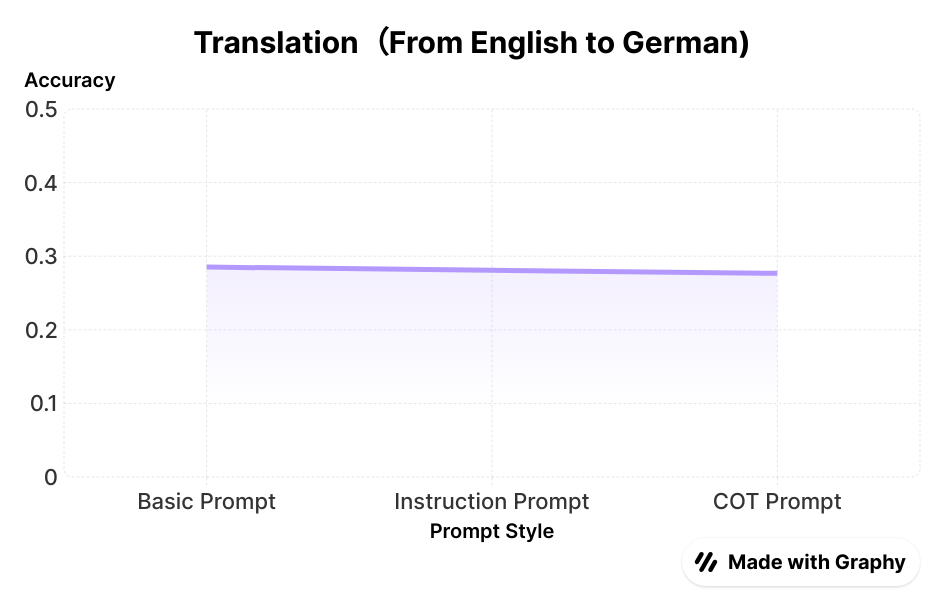 Translation（From English to German)
Accuracy
0.5
0.4
0.3
0.2
0.1
0
Basic Prompt Instruction Prompt COT Prompt
Prompt Style
Made with Graphy